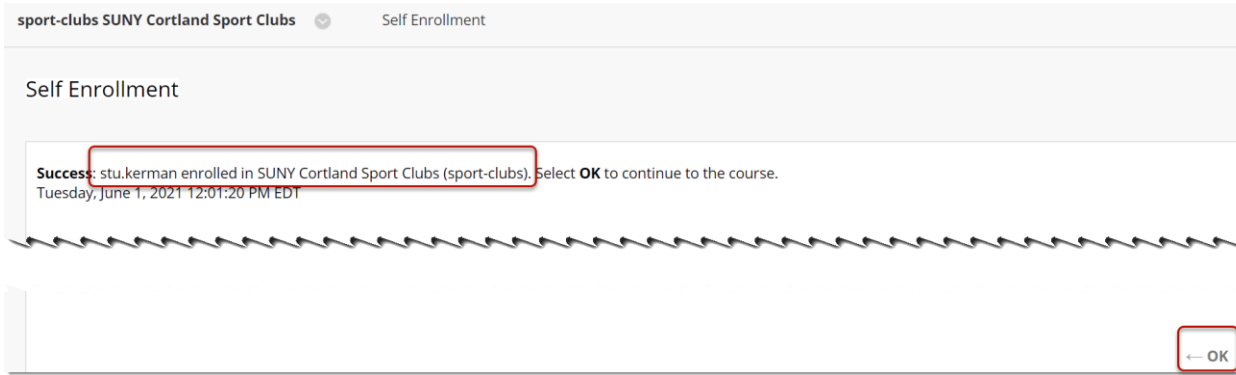 sport-clubs SUNY Cortland Sport Clubs Self Enrollment
Self Enrollment
Success: stu.kerman enrolled in SUNY Cortland Sport Clubs (sport-clubs). Select OK to continue to the course.
Tuesday, June 1, 2021 12:01:20 PM EDT
← OK